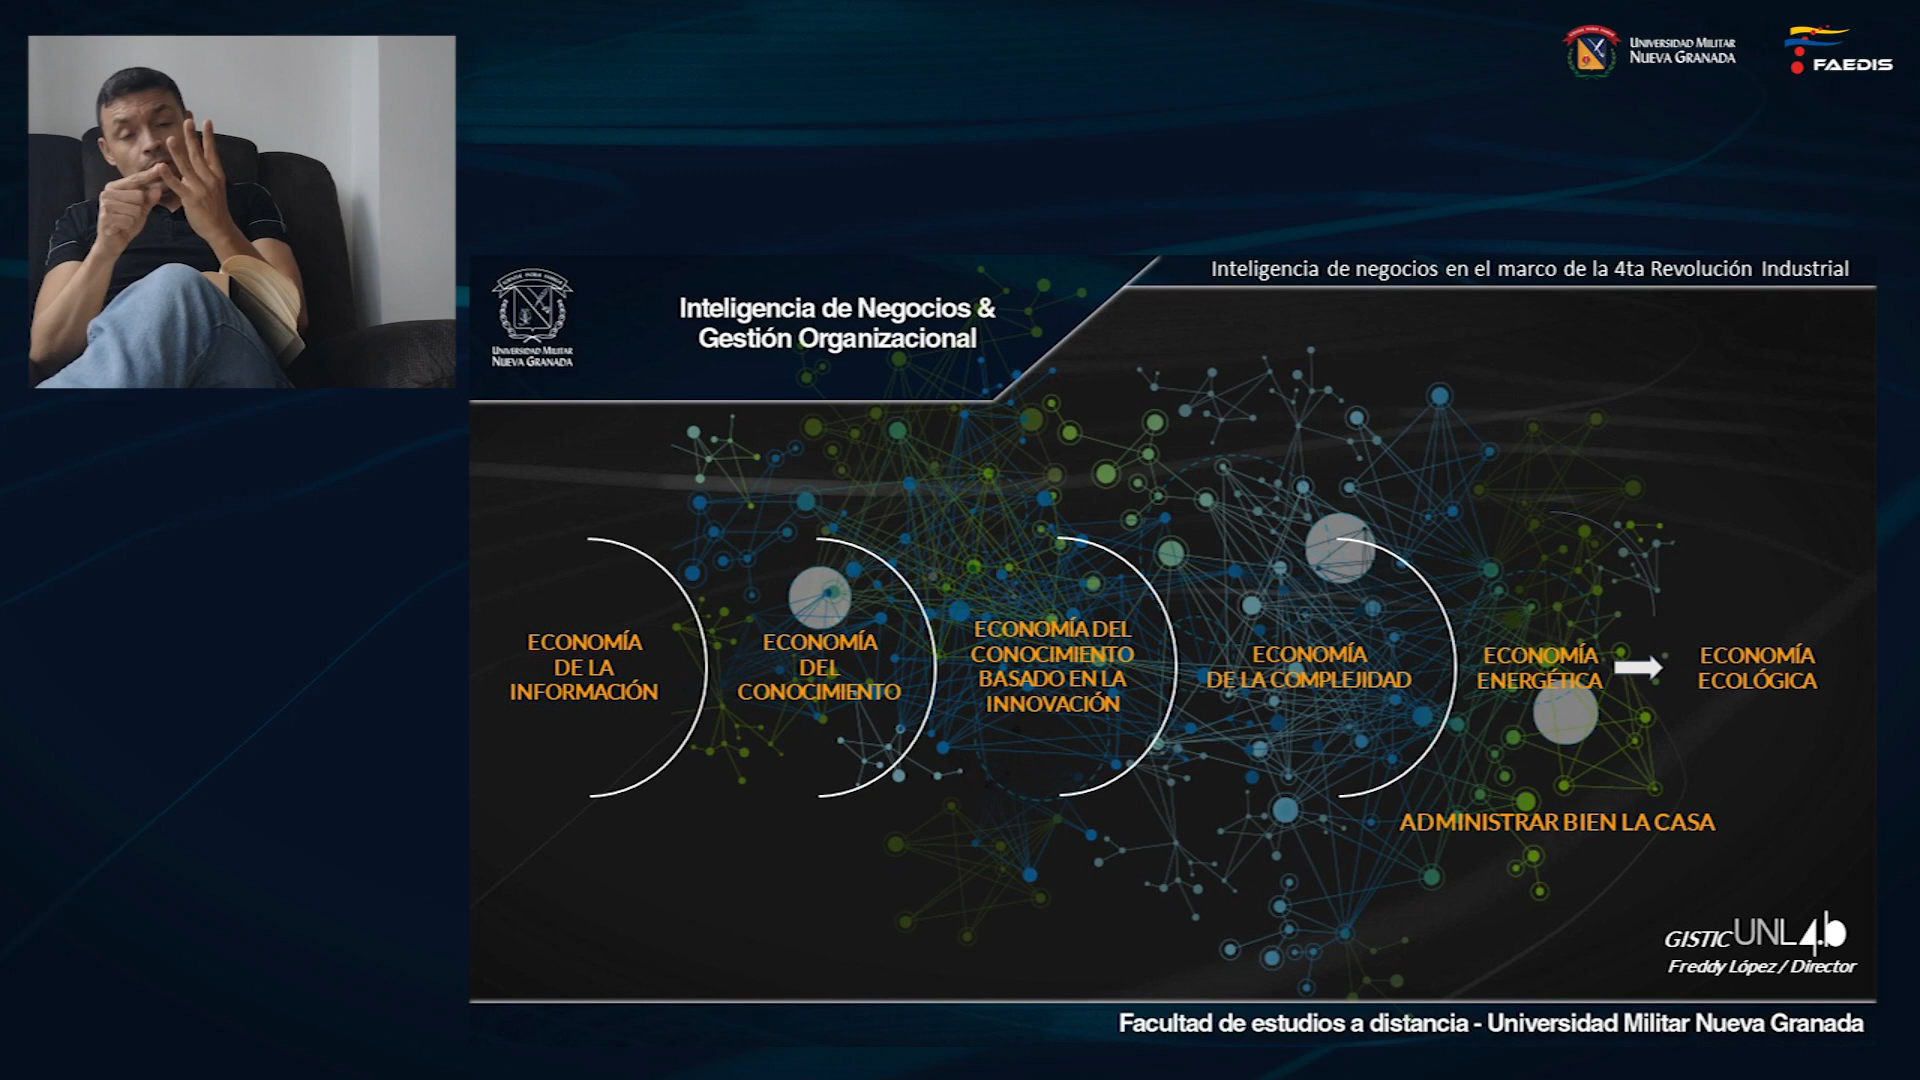 UNIVERSIDAD MILITAR
NUEVA GRANADA
FAEDIS
Inteligencia de negocios en el marco de la 4ta Revolución Industrial
Inteligencia de Negocios &
Gestión Organizacional
UNIVERSIDAD MILITAR
NUEVA GRANADA
ECONOMÍA
DE LA
INFORMACIÓN
ECONOMÍA
DEL
CONOCIMIENTO
ECONOMÍA DEL
CONOCIMIENTO
BASADO EN LA
INNOVACIÓN
ECONOMÍA
DE LA COMPLEJIDAD
ECONOMÍA
ENERGÉTICA
ECONOMÍA
ECOLÓGICA
ADMINISTRAR BIEN LA CASA
GISTIC UNL4.b
Freddy López / Director
Facultad de estudios a distancia - Universidad Militar Nueva Granada